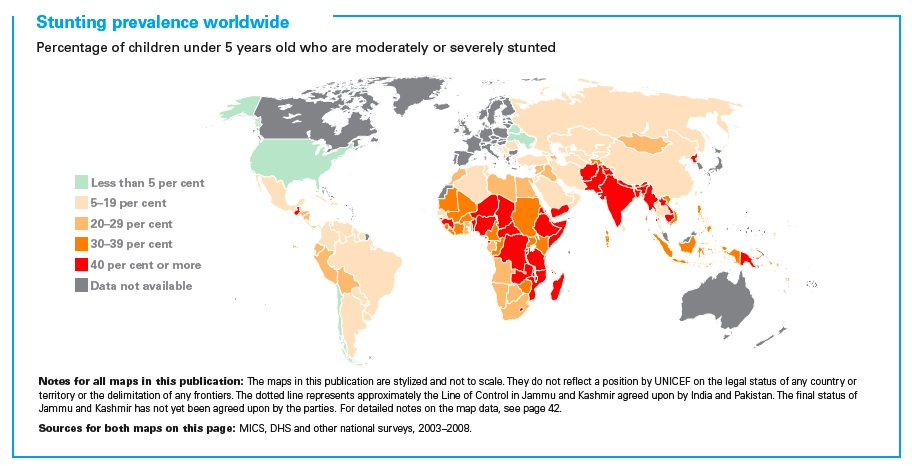 Stunting prevalence worldwide
Percentage of children under 5 years old who are moderately or severely stunted
Less than 5 per cent
5–19 per cent
20–29 per cent
30–39 per cent
40 per cent or more
Data not available
Notes for all maps in this publication: The maps in this publication are stylized and not to scale. They do not reflect a position by UNICEF on the legal status of any country or
territory or the delimitation of any frontiers. The dotted line represents approximately the Line of Control in Jammu and Kashmir agreed upon by India and Pakistan. The final status of
Jammu and Kashmir has not yet been agreed upon by the parties. For detailed notes on the map data, see page 42.
Sources for both maps on this page: MICS, DHS and other national surveys, 2003–2008.